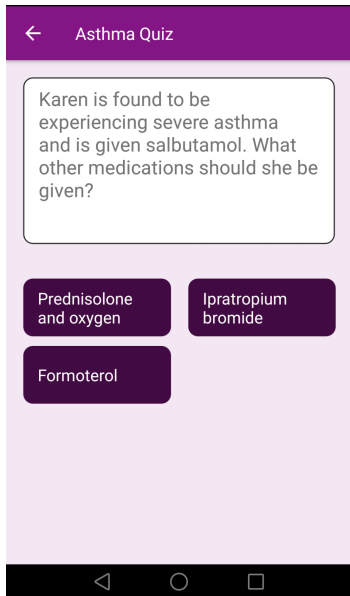 Asthma Quiz
Karen is found to be
experiencing severe asthma
and is given salbutamol. What
other medications should she be
given?
Prednisolone
and oxygen
Ipratropium
bromide
Formoterol